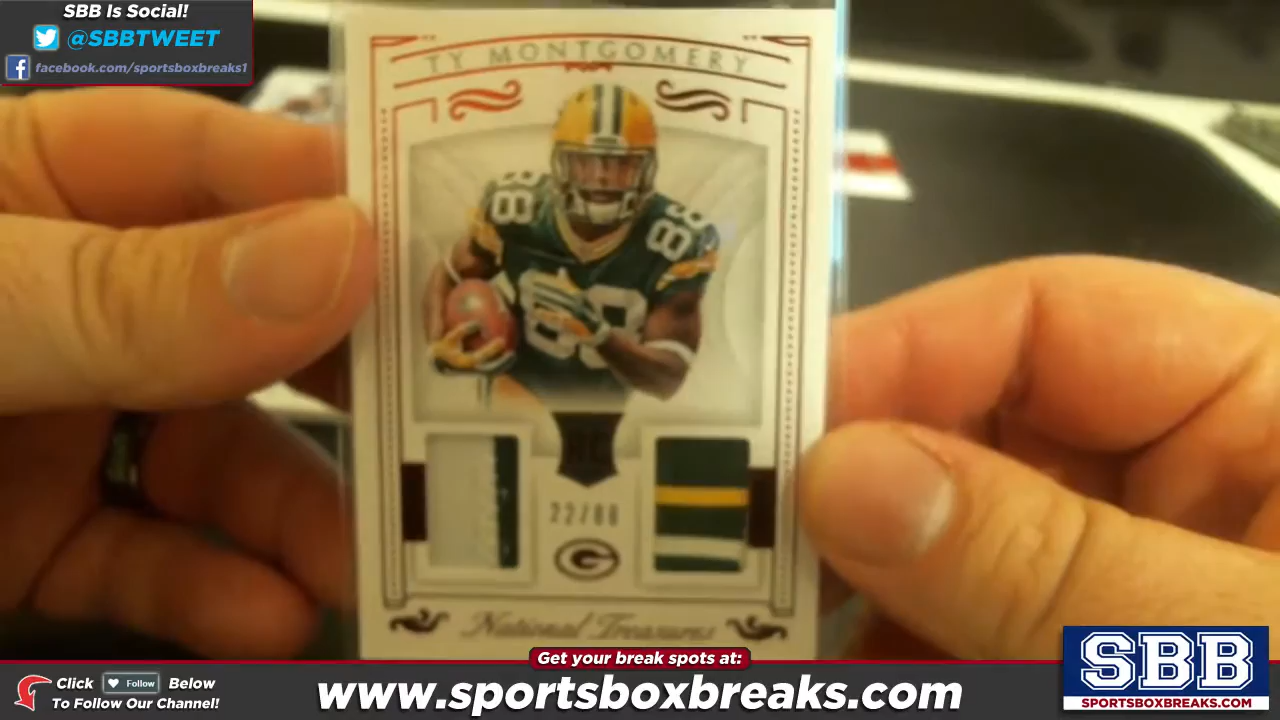 SBB Is Social!
@SBBTWEET
facebook.com/sportsboxbreaks1
TY MONTGOMERY
88
88
88
RC
G
National Treasures
Get your break spots at:
Click Follow Below
To Follow Our Channel!
www.sportsboxbreaks.com
SBB
SPORTSBOXBREAKS.COM